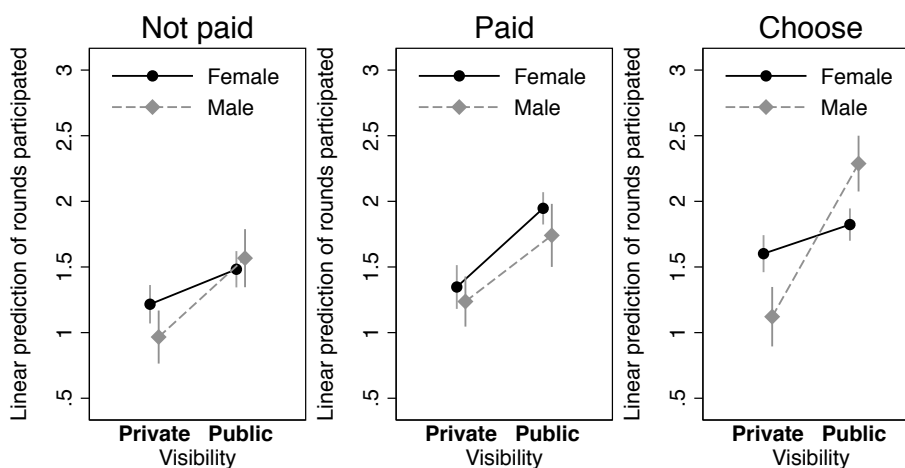 Not paid
Linear prediction of rounds participated
3
2.5
2
1.5
1
.5
Female
Male
Private Public
Visibility
Paid
Linear prediction of rounds participated
3
2.5
2
1.5
1
.5
Female
Male
Private Public
Visibility
Choose
Linear prediction of rounds participated
3
2.5
2
1.5
1
.5
Female
Male
Private Public
Visibility